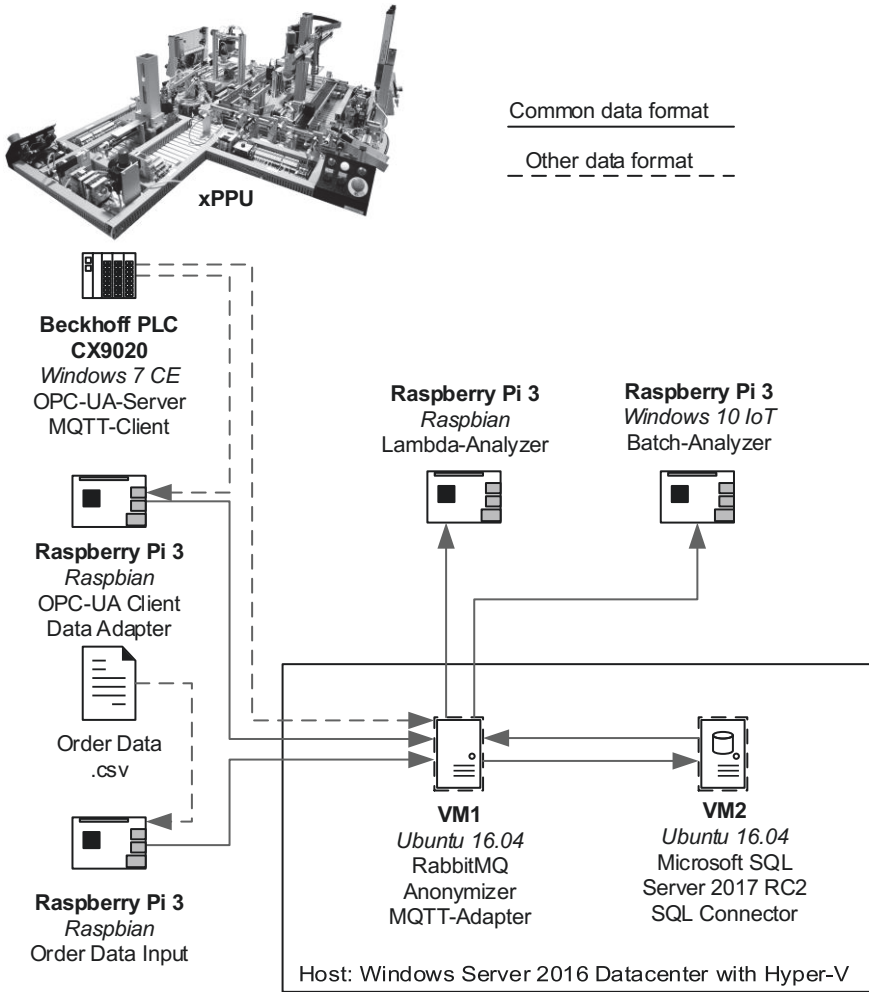 xPPU
Common data format
Other data format
Beckhoff PLC
CX9020
Windows 7 CE
OPC-UA-Server
MQTT-Client
Raspberry Pi 3
Raspbian
OPC-UA Client
Data Adapter
Order Data
.csv
Raspberry Pi 3
Raspbian
Order Data Input
Raspberry Pi 3
Raspbian
Lambda-Analyzer
Raspberry Pi 3
Windows 10 IoT
Batch-Analyzer
VM1
Ubuntu 16.04
RabbitMQ
Anonymizer
MQTT-Adapter
VM2
Ubuntu 16.04
Microsoft SQL
Server 2017 RC2
SQL Connector
Host: Windows Server 2016 Datacenter with Hyper-V